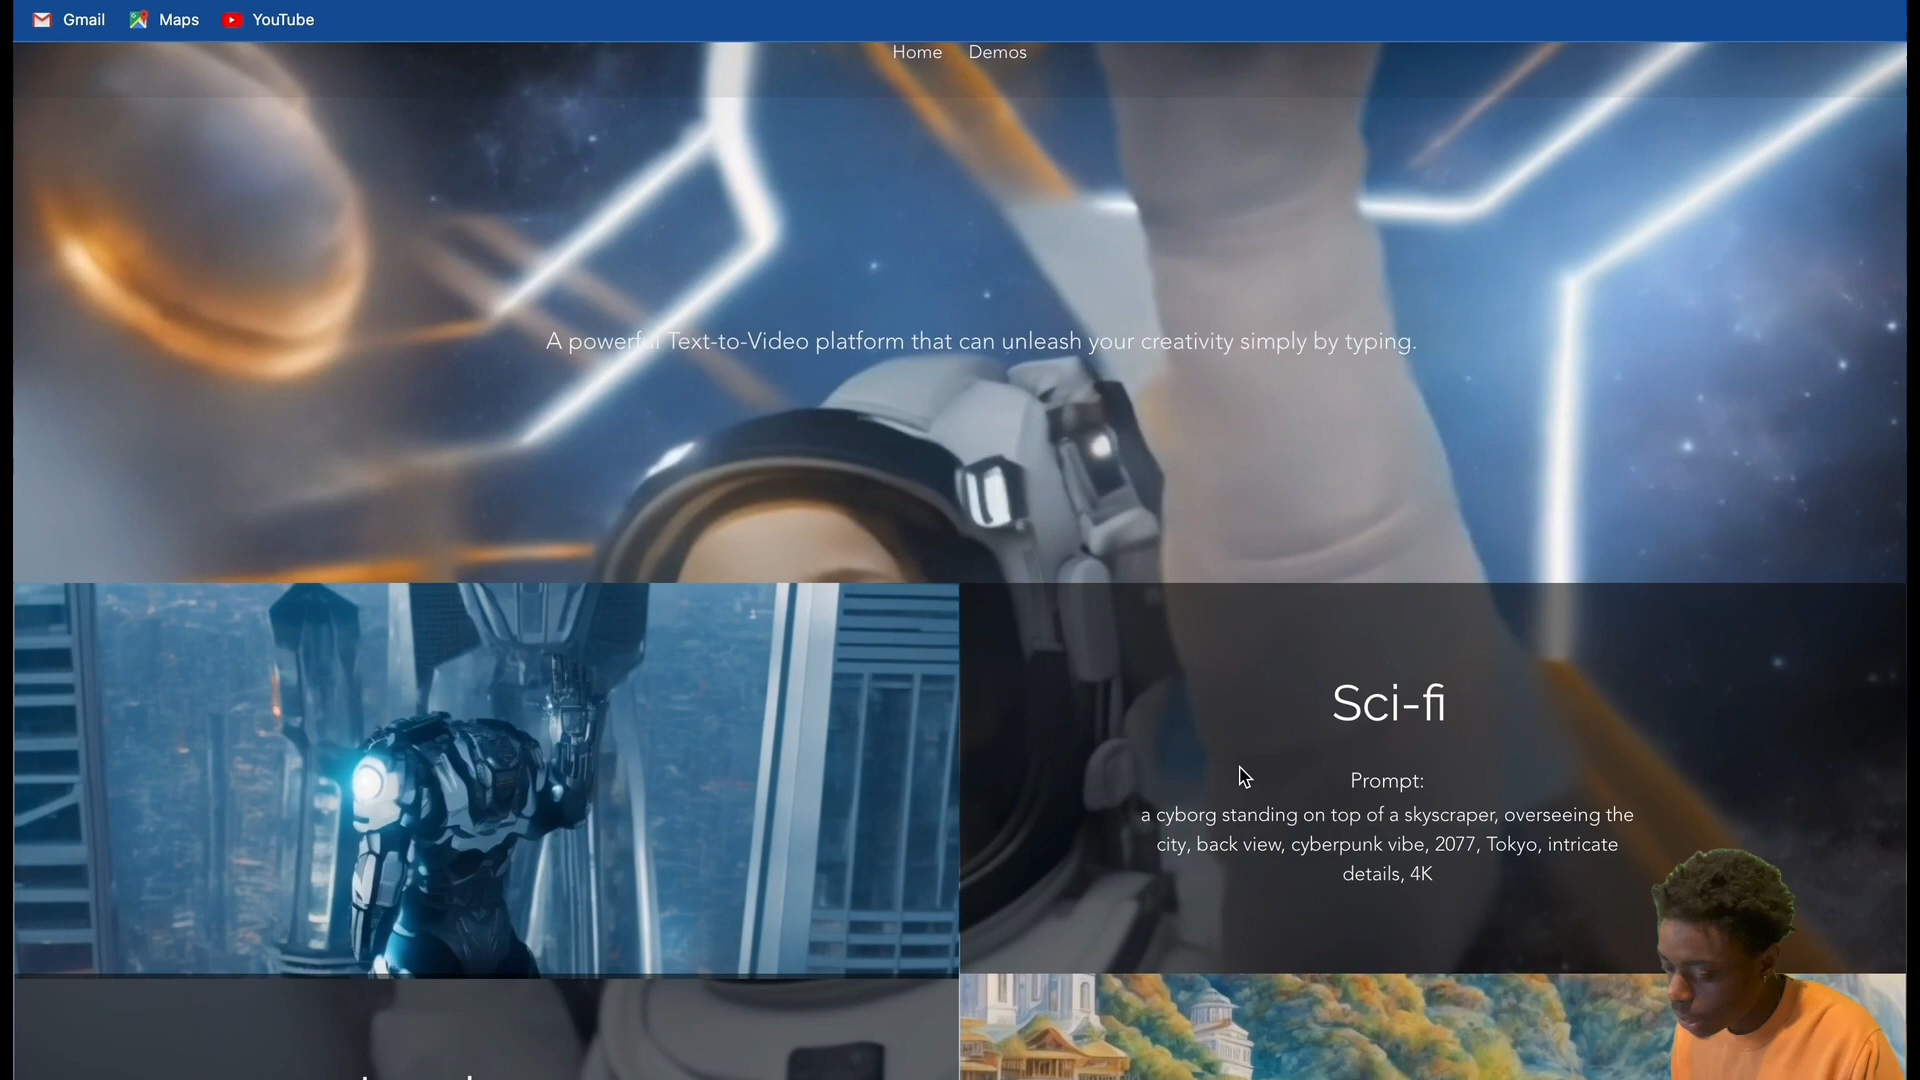 Gmail Maps YouTube
Home Demos
A powerful Text-to-Video platform that can unleash your creativity simply by typing.
Sci-fi
Prompt:
a cyborg standing on top of a skyscraper, overseeing the
city, back view, cyberpunk vibe, 2077, Tokyo, intricate
details, 4K